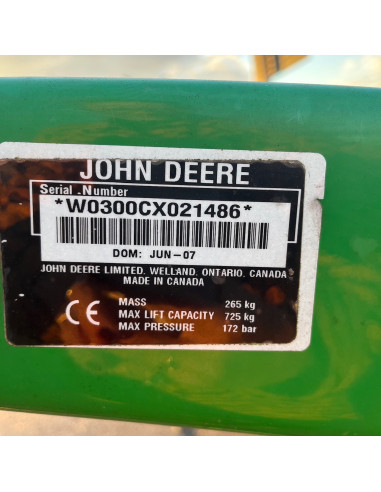 JOHN DEERE
Serial .Number
*W0300CX021486*
DOM: JUN-07
JOHN DEERE LIMITED, WELLAND, ONTARIO, CANADA
MADE IN CANADA
CE
MASS 265 kg
MAX LIFT CAPACITY 725 kg
MAX PRESSURE 172 bar